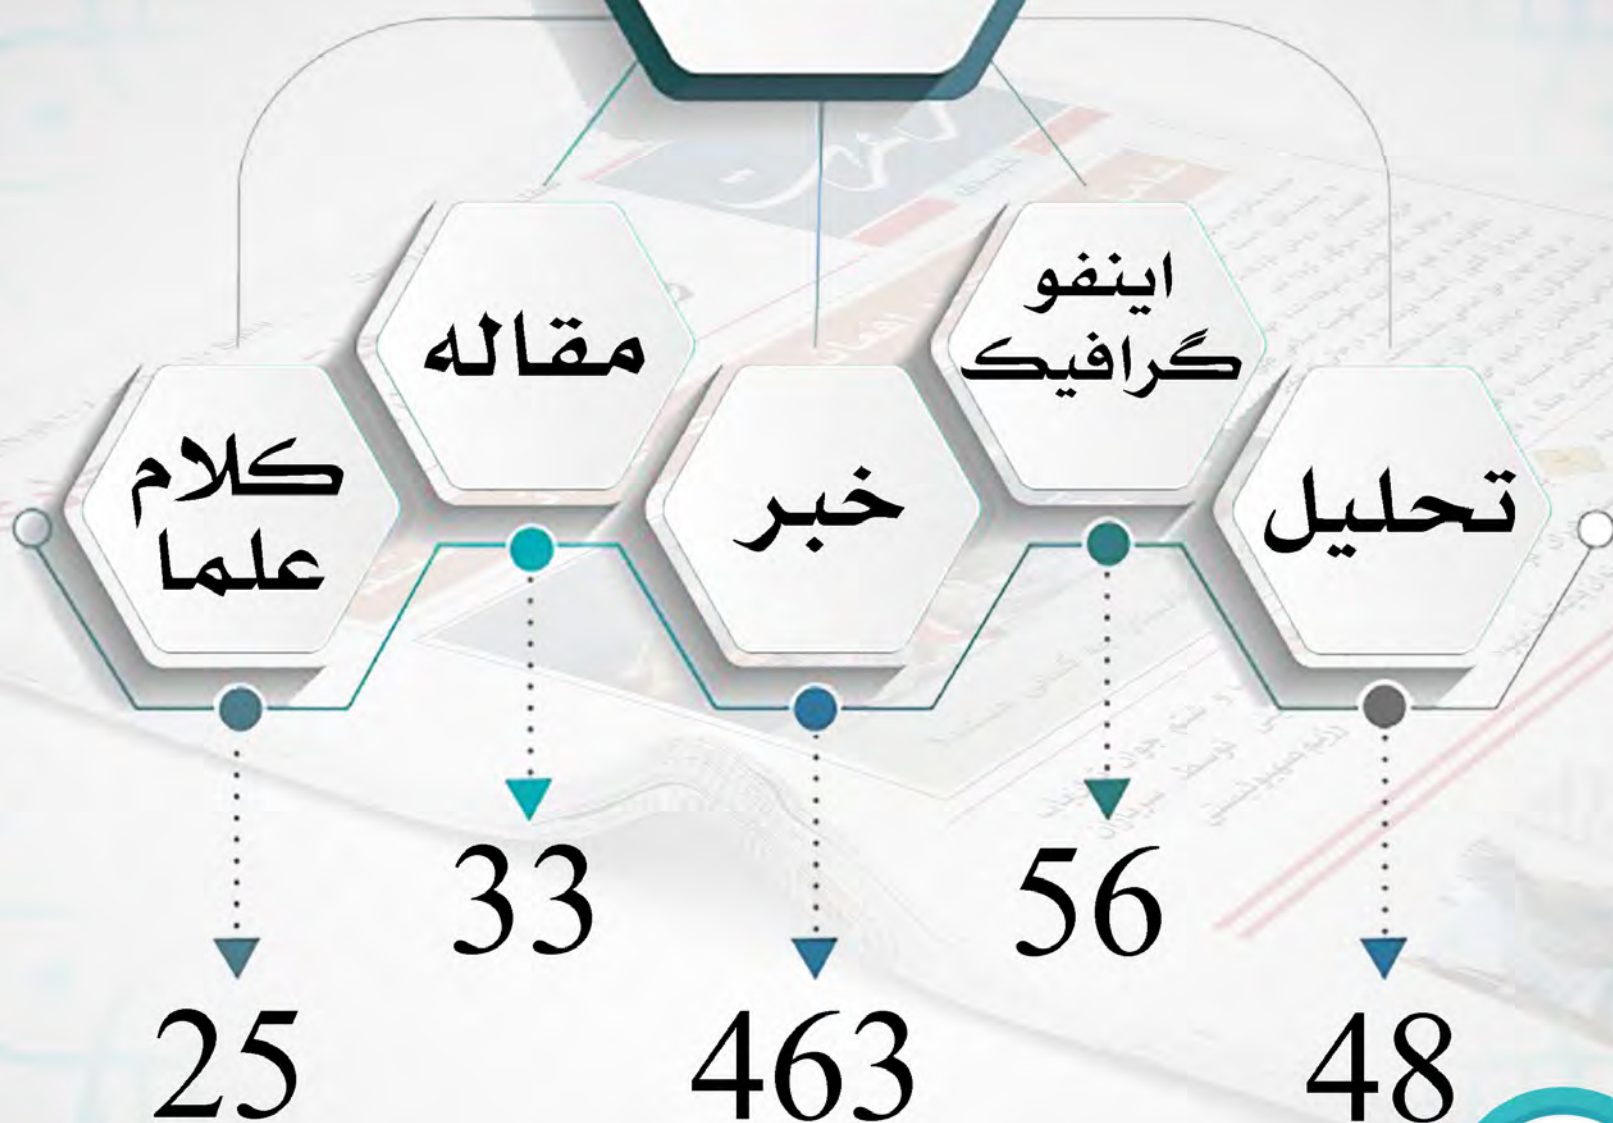 تحلیل
48
اینفو
گرافیک
56
خبر
463
مقاله
33
کلام
علما
25